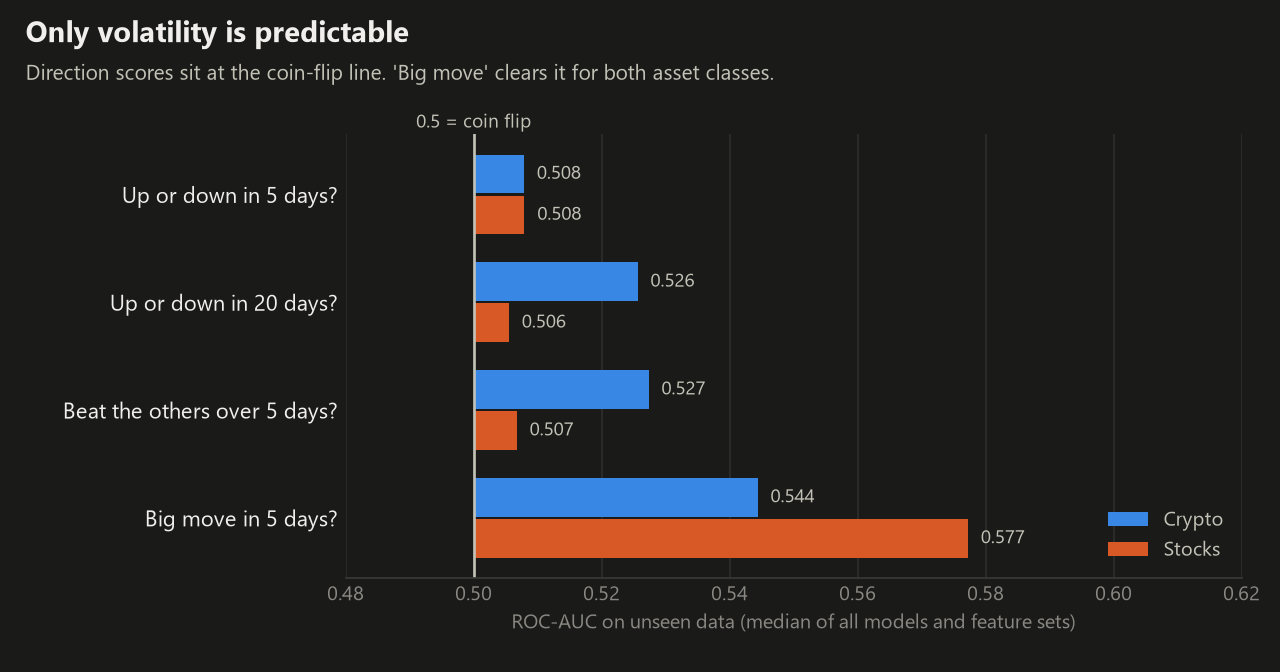 Only volatility is predictable
Direction scores sit at the coin-flip line. 'Big move' clears it for both asset classes.
0.5 = coin flip
Up or down in 5 days?
0.508
0.508
Up or down in 20 days?
0.526
0.506
Beat the others over 5 days?
0.527
0.507
Big move in 5 days?
0.544
0.577
Crypto
Stocks
0.48 0.50 0.52 0.54 0.56 0.58 0.60 0.62
ROC-AUC on unseen data (median of all models and feature sets)